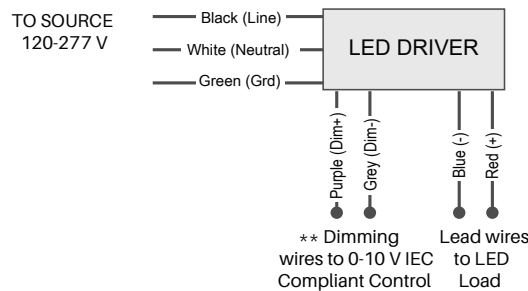 TO SOURCE
120-277 V
Black (Line)
White (Neutral)
Green (Grd)
LED DRIVER
Purple (Dim+)
Grey (Dim-)
Blue (-)
Red (+)
** Dimming
wires to 0-10 V IEC
Compliant Control
Lead wires
to LED
Load